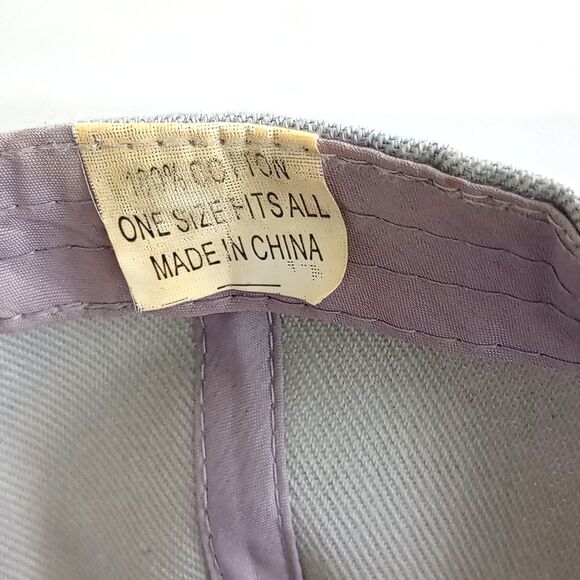 100% COTTON
ONE SIZE FITS ALL
MADE IN CHINA